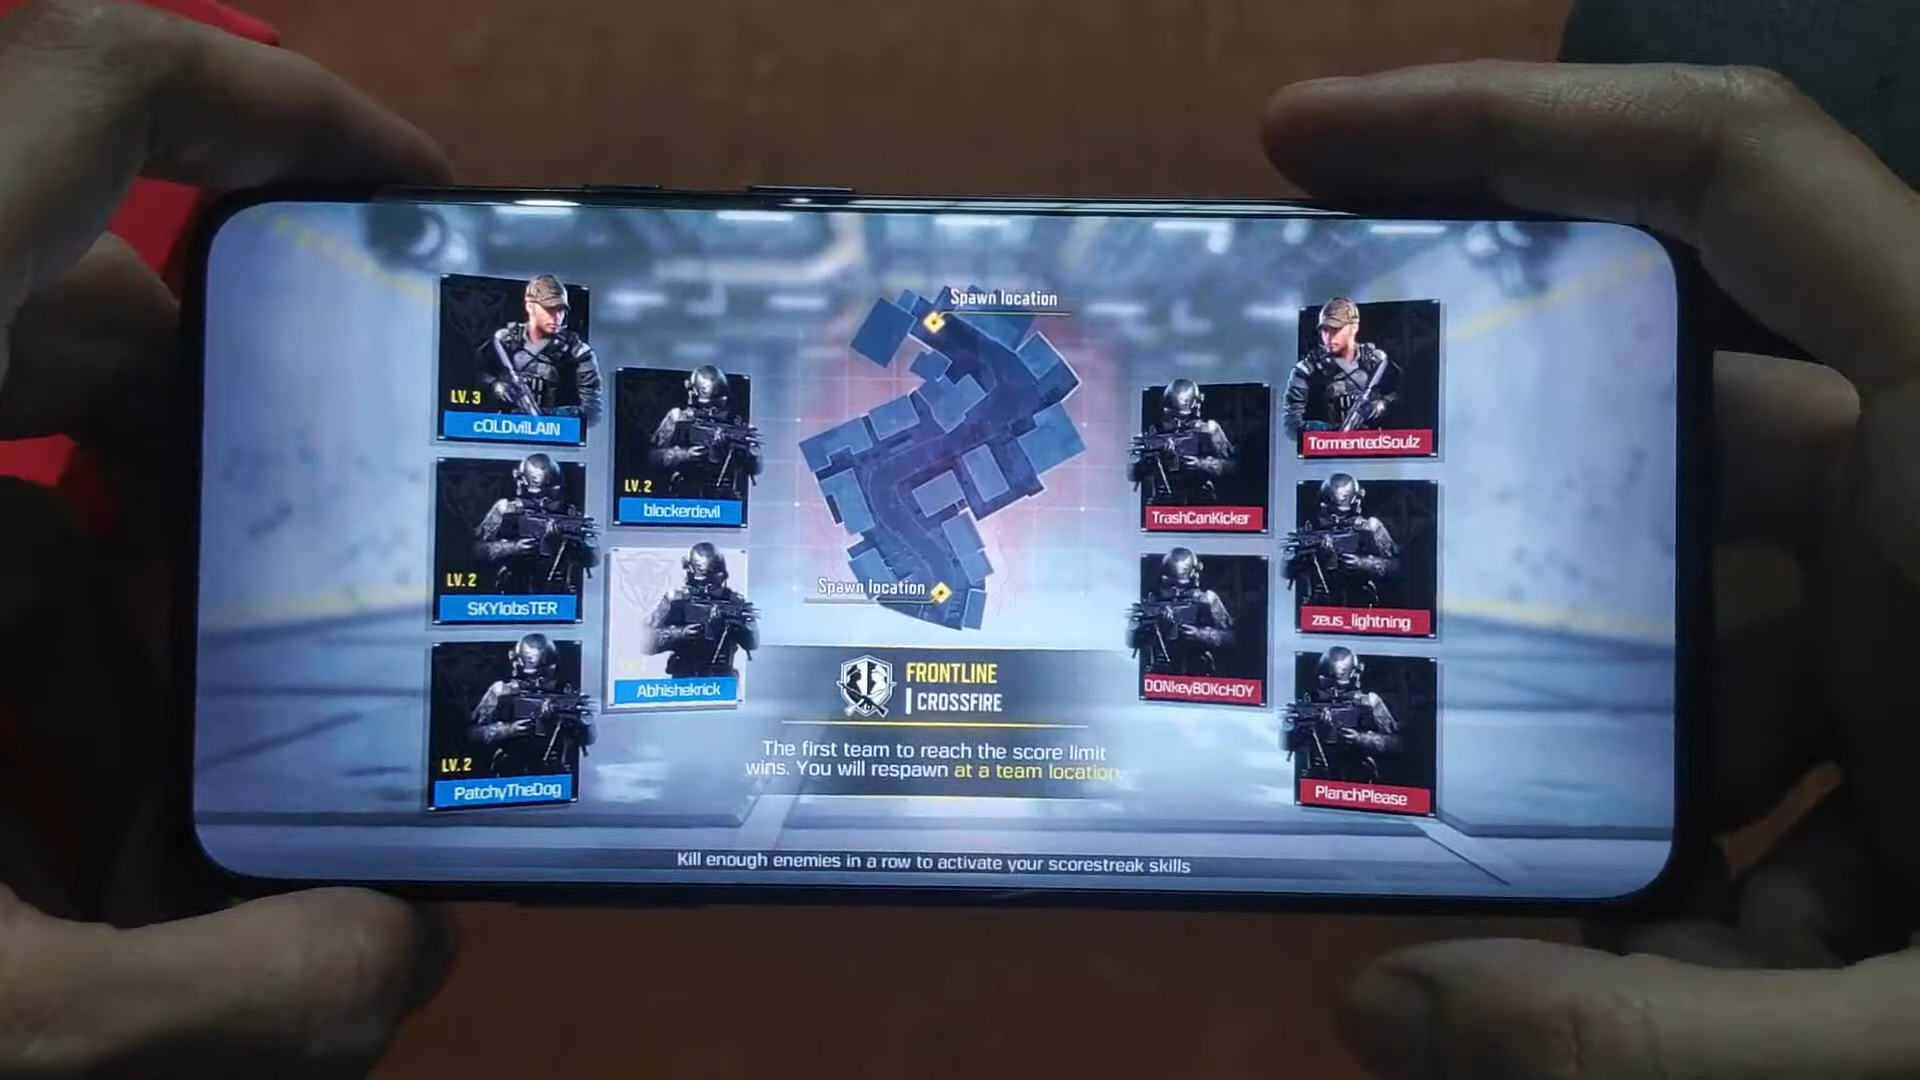 Spawn location
LV. 3
cOLDvilLAIN
LV. 2
blockerdevil
LV. 2
SKYlobsTER
LV. 2
Abhishekrick
LV. 2
PatchyTheDog
Spawn location
TormentedSoulz
TrashCanKicker
zeus_lightning
DONkeyBOKcHOY
PlanchPlease
FRONTLINE
CROSSFIRE
The first team to reach the score limit
wins. You will respawn at a team location.
Kill enough enemies in a row to activate your scorestreak skills